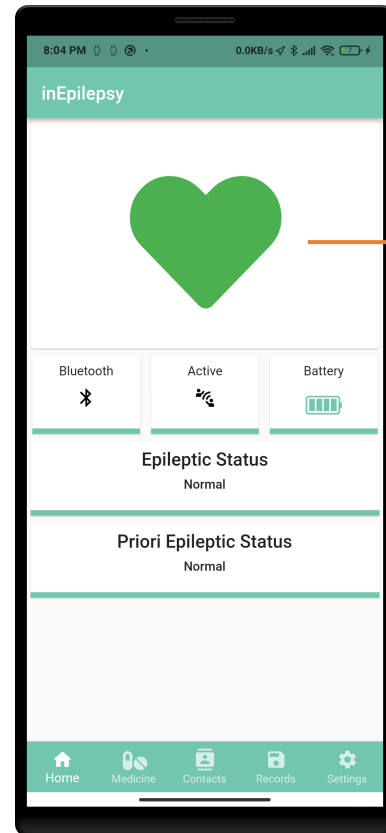 8:04 PM 0.0KB/s 7
inEpilepsy
Bluetooth Active Battery
Epileptic Status
Normal
Priori Epileptic Status
Normal
Home Medicine Contacts Records Settings